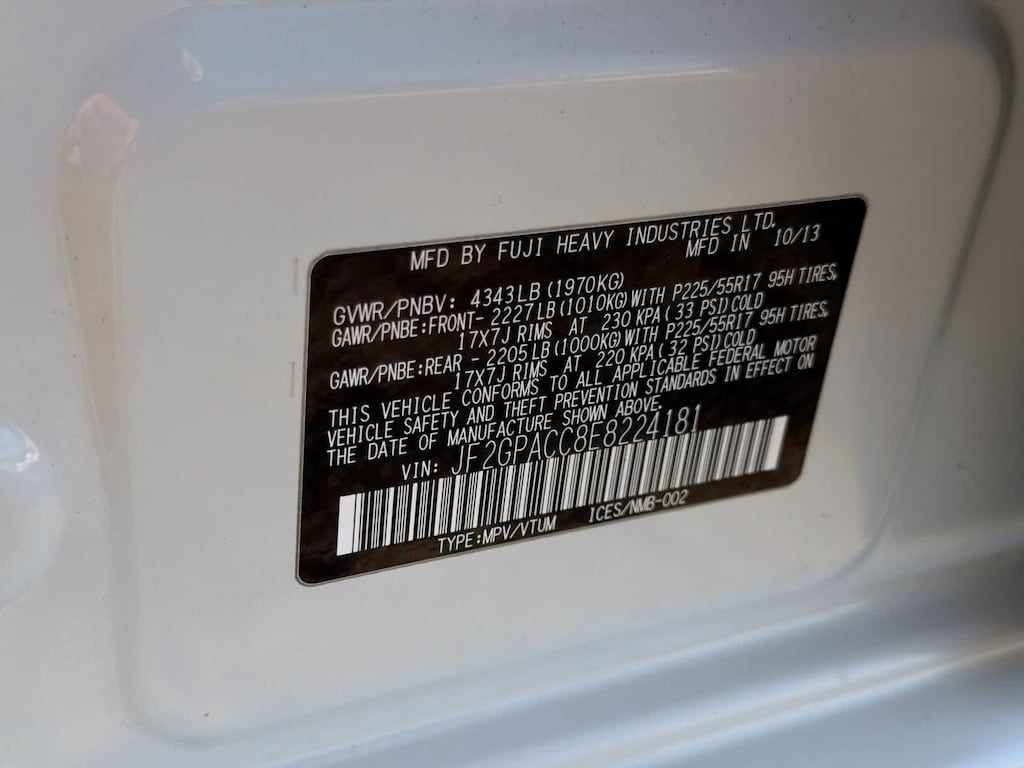 MFD BY FUJI HEAVY INDUSTRIES LTD.
MFD IN 10/13
GVWR/PNBV: 4343LB (1970KG)
GAWR/PNBE:FRONT- 2227LB (1010KG) WITH P225/55R17 95H TIRES,
17X7J RIMS AT 230 KPA (33 PSI) COLD
GAWR/PNBE:REAR - 2205LB (1000KG) WITH P225/55R17 95H TIRES,
17X7J RIMS AT 220 KPA (32 PSI) COLD
THIS VEHICLE CONFORMS TO ALL APPLICABLE FEDERAL MOTOR
VEHICLE SAFETY AND THEFT PREVENTION STANDARDS IN EFFECT ON
THE DATE OF MANUFACTURE SHOWN ABOVE.
VIN: JF2GPACC8E8224181
TYPE:MPV/VTUM ICES/NMB-002